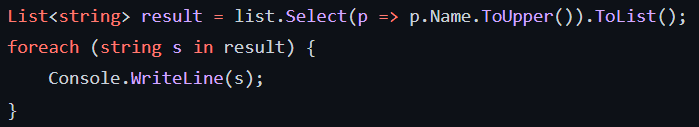 List<string> result = list.Select(p => p.Name.ToUpper()).ToList();
foreach (string s in result) {
    Console.WriteLine(s);
}